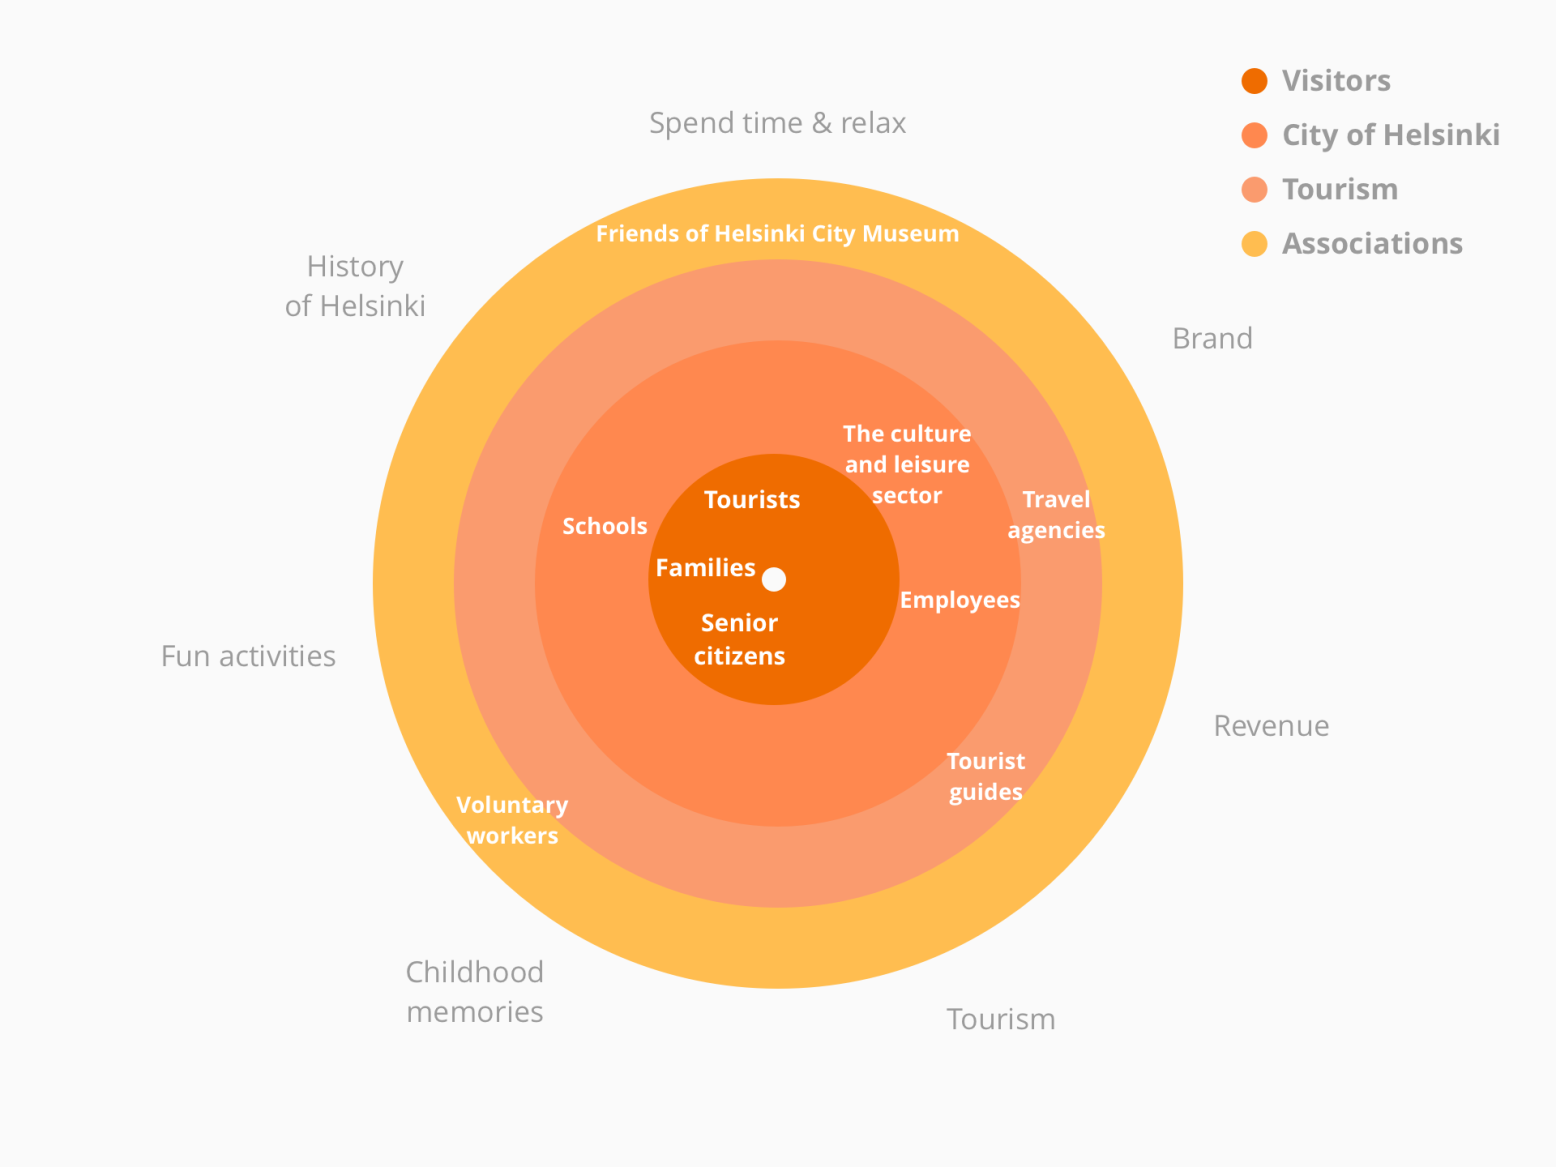 Visitors
City of Helsinki
Tourism
Associations
Spend time & relax
Friends of Helsinki City Museum
History
of Helsinki
Brand
The culture
and leisure
sector
Tourists
Travel
agencies
Schools
Families
Employees
Senior
citizens
Fun activities
Revenue
Tourist
guides
Voluntary
workers
Childhood
memories
Tourism